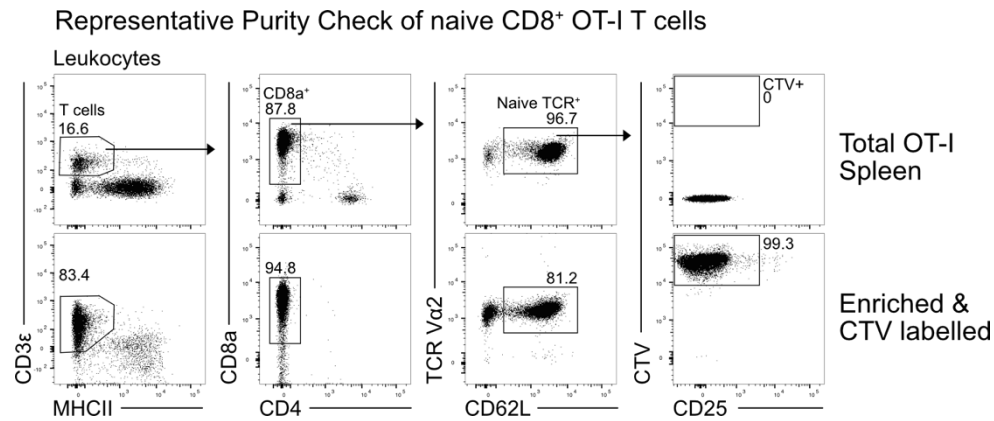 Representative Purity Check of naive CD8⁺ OT-I T cells
Leukocytes
T cells
16.6
CD8a⁺
87.8
Naive TCR⁺
96.7
CTV+
0
Total OT-I
Spleen
83.4
94.8
81.2
99.3
Enriched &
CTV labelled
CD3ε
CD8a
TCR Vα2
CTV
MHCII
CD4
CD62L
CD25